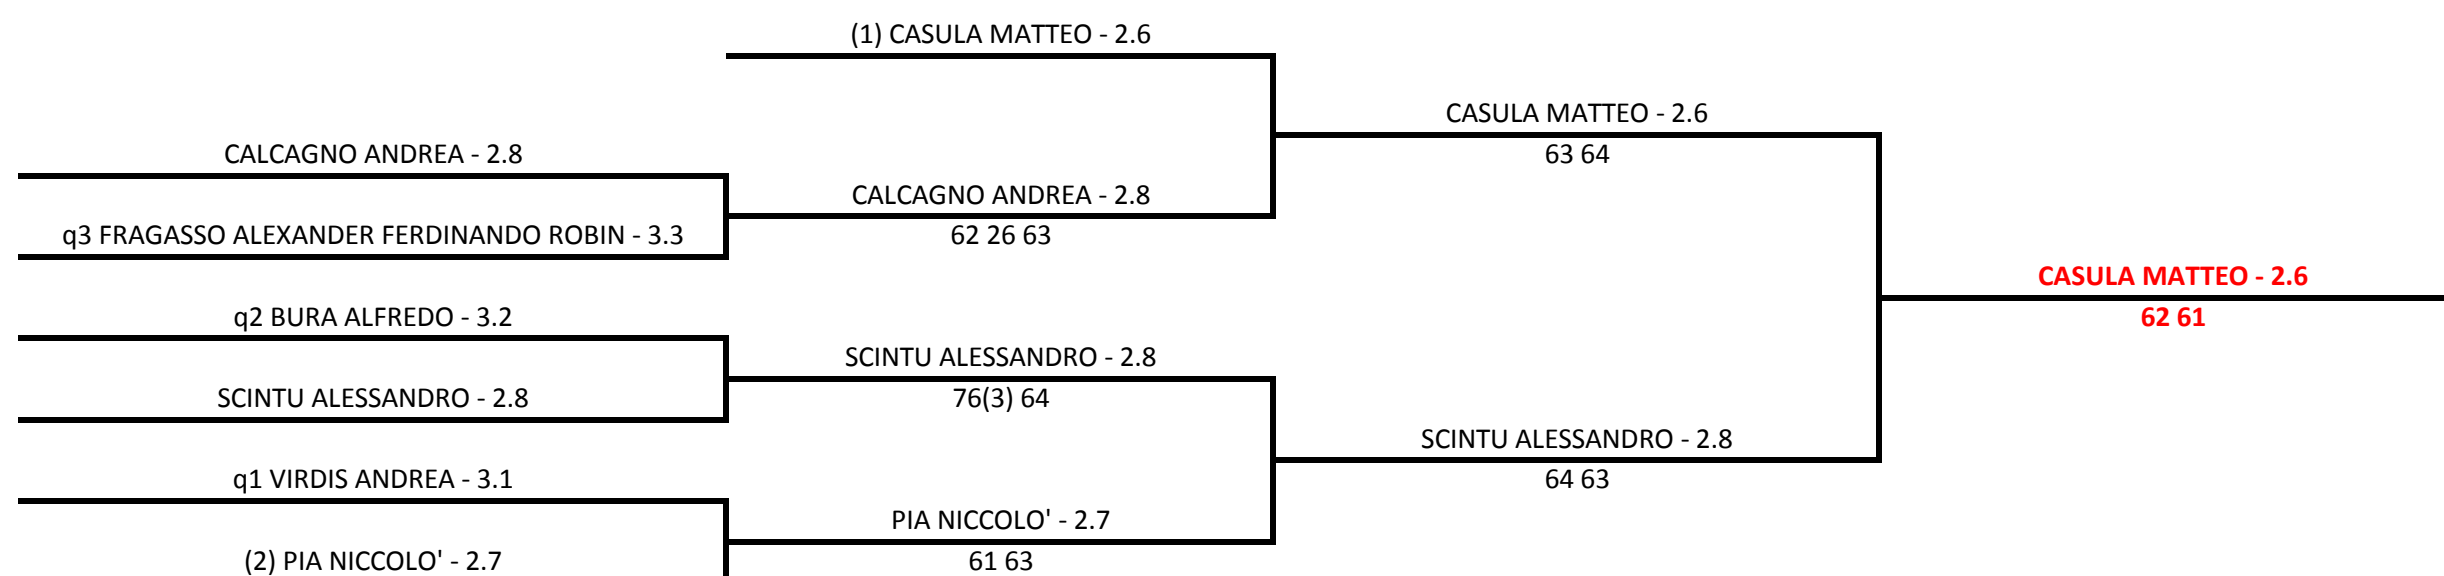 (1) CASULA MATTEO - 2.6
CASULA MATTEO - 2.6
63 64
CALCAGNO ANDREA - 2.8
CALCAGNO ANDREA - 2.8
62 26 63
q3 FRAGASSO ALEXANDER FERDINANDO ROBIN - 3.3
CASULA MATTEO - 2.6
62 61
q2 BURA ALFREDO - 3.2
SCINTU ALESSANDRO - 2.8
76(3) 64
SCINTU ALESSANDRO - 2.8
SCINTU ALESSANDRO - 2.8
64 63
q1 VIRDIS ANDREA - 3.1
PIA NICCOLO' - 2.7
61 63
(2) PIA NICCOLO' - 2.7